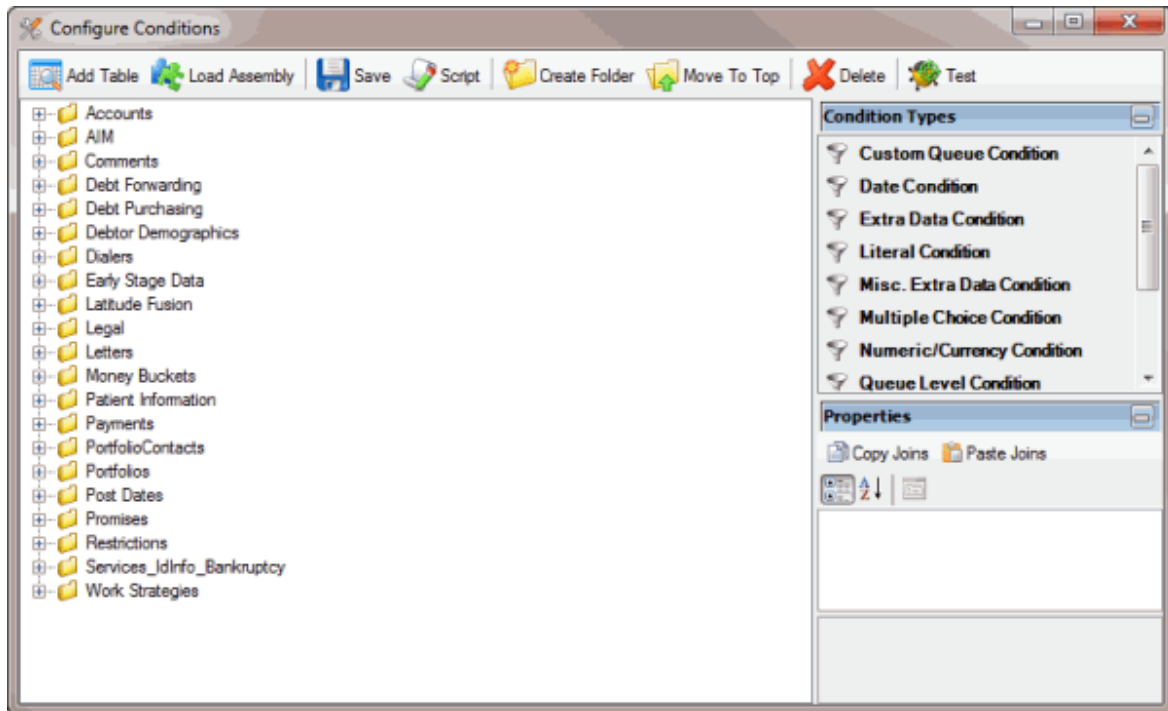 Configure Conditions
Add Table Load Assembly Save Script Create Folder Move To Top Delete Test
Accounts
AIM
Comments
Debt Forwarding
Debt Purchasing
Debtor Demographics
Dialers
Early Stage Data
Latitude Fusion
Legal
Letters
Money Buckets
Patient Information
Payments
PortfolioContacts
Portfolios
Post Dates
Promises
Restrictions
Services_IdInfo_Bankruptcy
Work Strategies
Condition Types
Custom Queue Condition
Date Condition
Extra Data Condition
Literal Condition
Misc. Extra Data Condition
Multiple Choice Condition
Numeric/Currency Condition
Queue Level Condition
Properties
Copy Joins Paste Joins